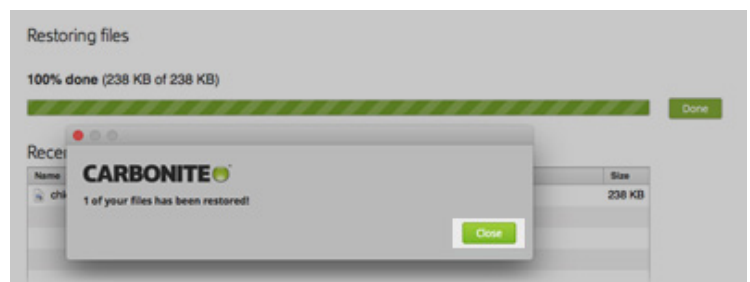 Restoring files
100% done (238 KB of 238 KB)
Done
Recer
CARBONITE
Name
Size
chi
238 KB
1 of your files has been restored!
Close